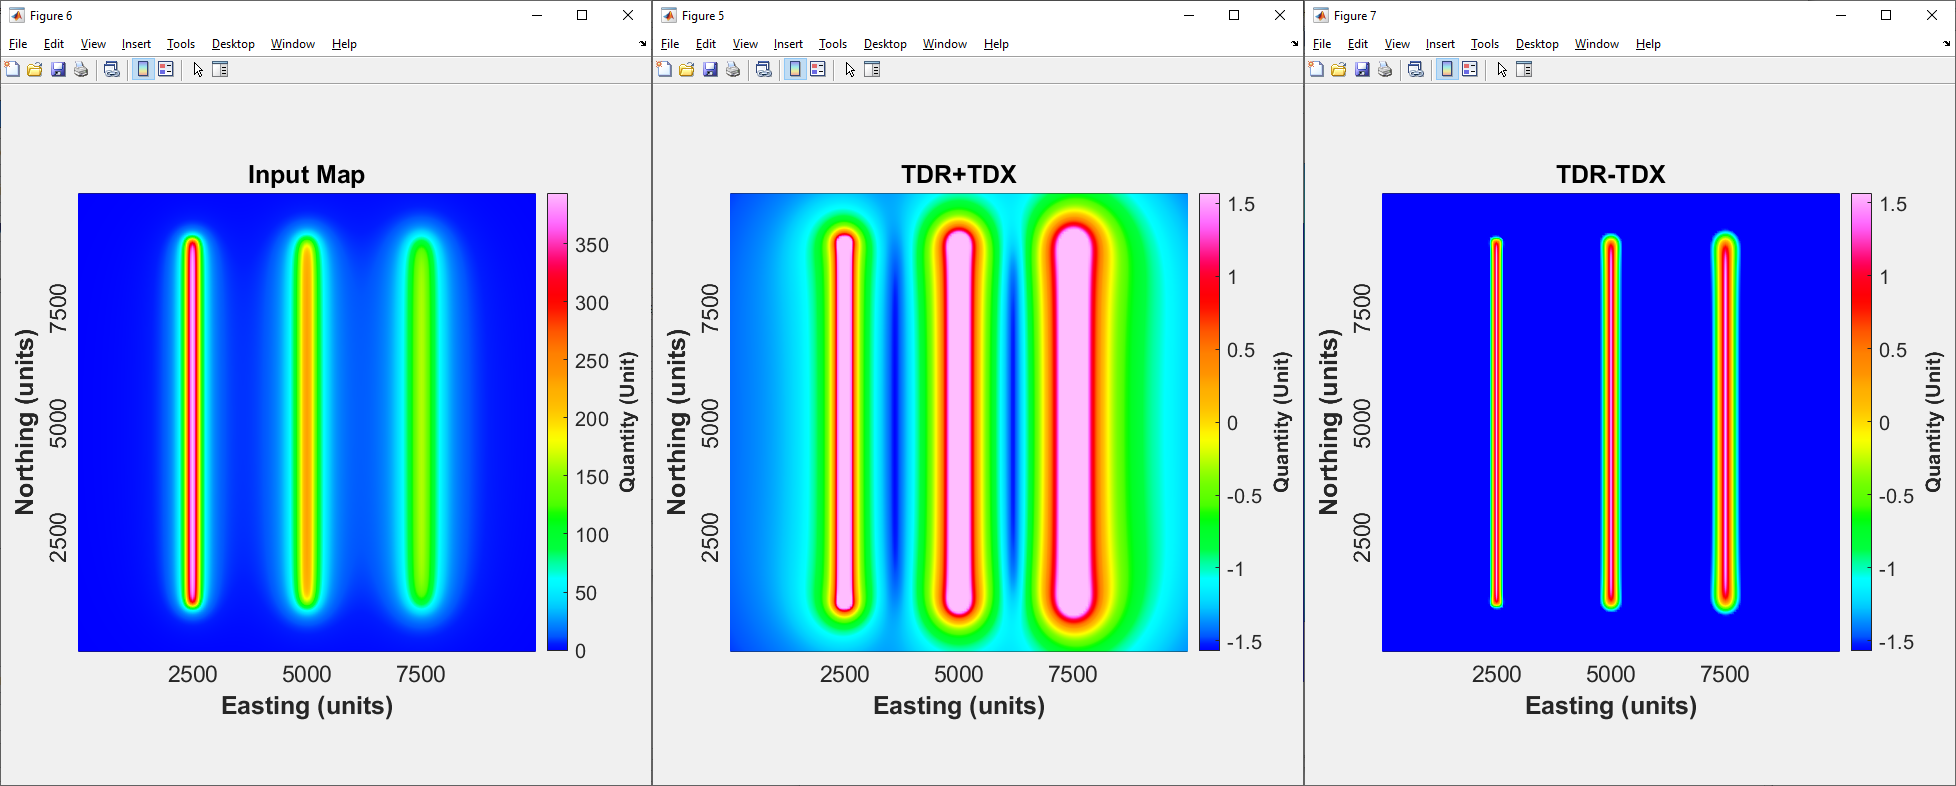 Figure 6
File Edit View Insert Tools Desktop Window Help
Input Map
Northing (units)
7500
5000
2500
2500 5000 7500
Easting (units)
350
300
250
200
150
100
50
0
Quantity (Unit)
Figure 5
File Edit View Insert Tools Desktop Window Help
TDR+TDX
Northing (units)
7500
5000
2500
2500 5000 7500
Easting (units)
1.5
1
0.5
0
-0.5
-1
-1.5
Quantity (Unit)
Figure 7
File Edit View Insert Tools Desktop Window Help
TDR-TDX
Northing (units)
7500
5000
2500
2500 5000 7500
Easting (units)
1.5
1
0.5
0
-0.5
-1
-1.5
Quantity (Unit)